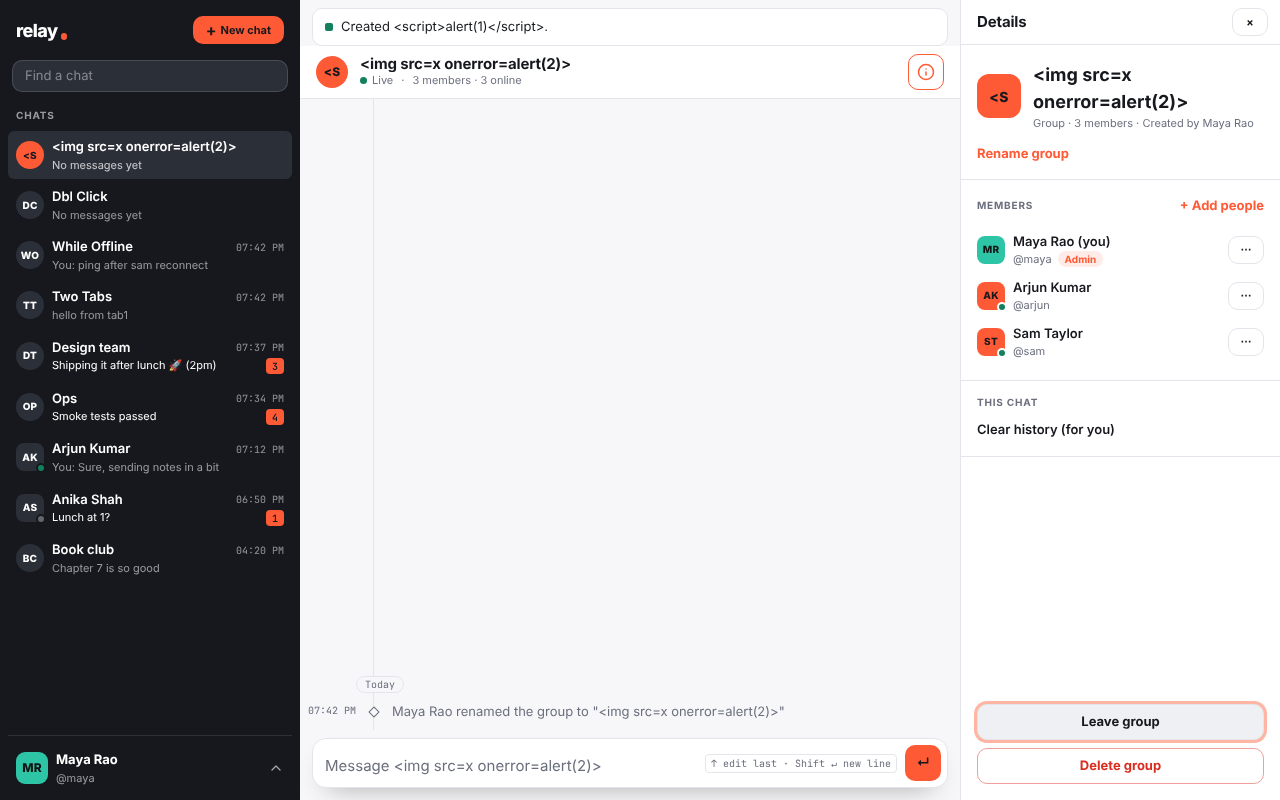 relay.
+ New chat
Find a chat
CHATS
<S
<img src=x onerror=alert(2)>
No messages yet
DC
Dbl Click
No messages yet
WO
While Offline
07:42 PM
You: ping after sam reconnect
TT
Two Tabs
07:42 PM
hello from tab1
DT
Design team
07:37 PM
Shipping it after lunch 🚀 (2pm)
3
OP
Ops
07:34 PM
Smoke tests passed
4
AK
Arjun Kumar
07:12 PM
You: Sure, sending notes in a bit
AS
Anika Shah
06:50 PM
Lunch at 1?
1
BC
Book club
04:20 PM
Chapter 7 is so good
MR
Maya Rao
@maya
Created <script>alert(1)</script>.
<S
<img src=x onerror=alert(2)>
Live · 3 members · 3 online
Today
07:42 PM
Maya Rao renamed the group to "<img src=x onerror=alert(2)>"
Message <img src=x onerror=alert(2)>
↑ edit last · Shift ↵ new line
↵
Details
×
<S
<img src=x
onerror=alert(2)>
Group · 3 members · Created by Maya Rao
Rename group
MEMBERS
+ Add people
MR
Maya Rao (you)
@maya
Admin
···
AK
Arjun Kumar
@arjun
···
ST
Sam Taylor
@sam
···
THIS CHAT
Clear history (for you)
Leave group
Delete group